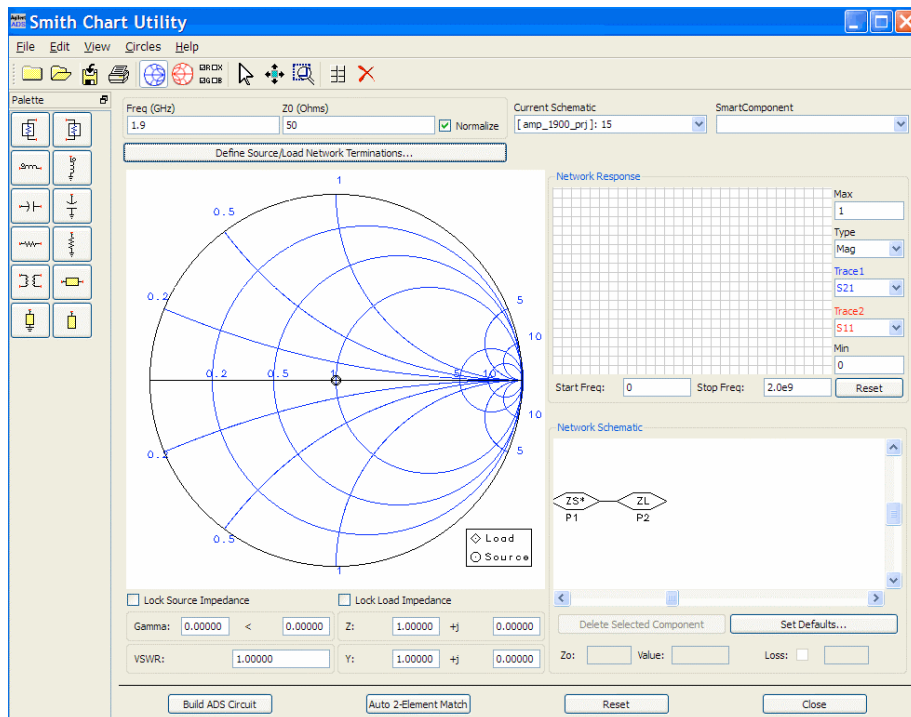 Agilent ADS Smith Chart Utility
File Edit View Circles Help
Palette
Freq (GHz) Z0 (Ohms)
1.9 50 Normalize
Current Schematic SmartComponent
[ amp_1900_prj ]: 15
Define Source/Load Network Terminations...
1
0.5
0.2
5
10
0.2 0.5 1 5 10
10
5
0.2
0.5
1
Load
Source
Network Response
Max
1
Type
Mag
Trace1
S21
Trace2
S11
Min
0
Start Freq: 0 Stop Freq: 2.0e9 Reset
Network Schematic
ZS* ZL
P1 P2
Lock Source Impedance Lock Load Impedance
Gamma: 0.00000 < 0.00000 Z: 1.00000 +j 0.00000
VSWR: 1.00000 Y: 1.00000 +j 0.00000
Delete Selected Component Set Defaults...
Zo: Value: Loss:
Build ADS Circuit Auto 2-Element Match Reset Close